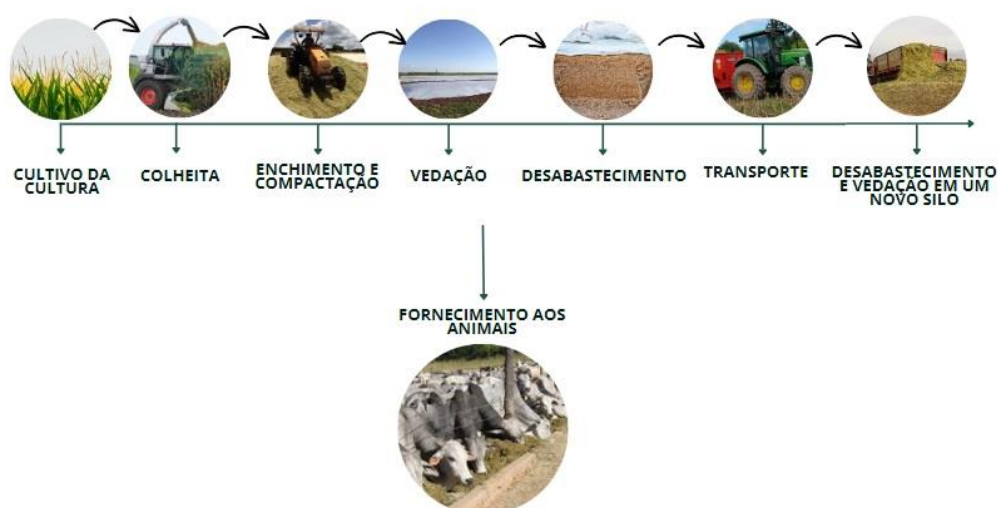 CULTIVO DA
CULTURA
COLHEITA
ENCHIMENTO E
COMPACTAÇÃO
VEDAÇÃO
DESABASTECIMENTO
TRANSPORTE
DESABASTECIMENTO
E VEDAÇÃO EM UM
NOVO SILO
FORNECIMENTO AOS
ANIMAIS